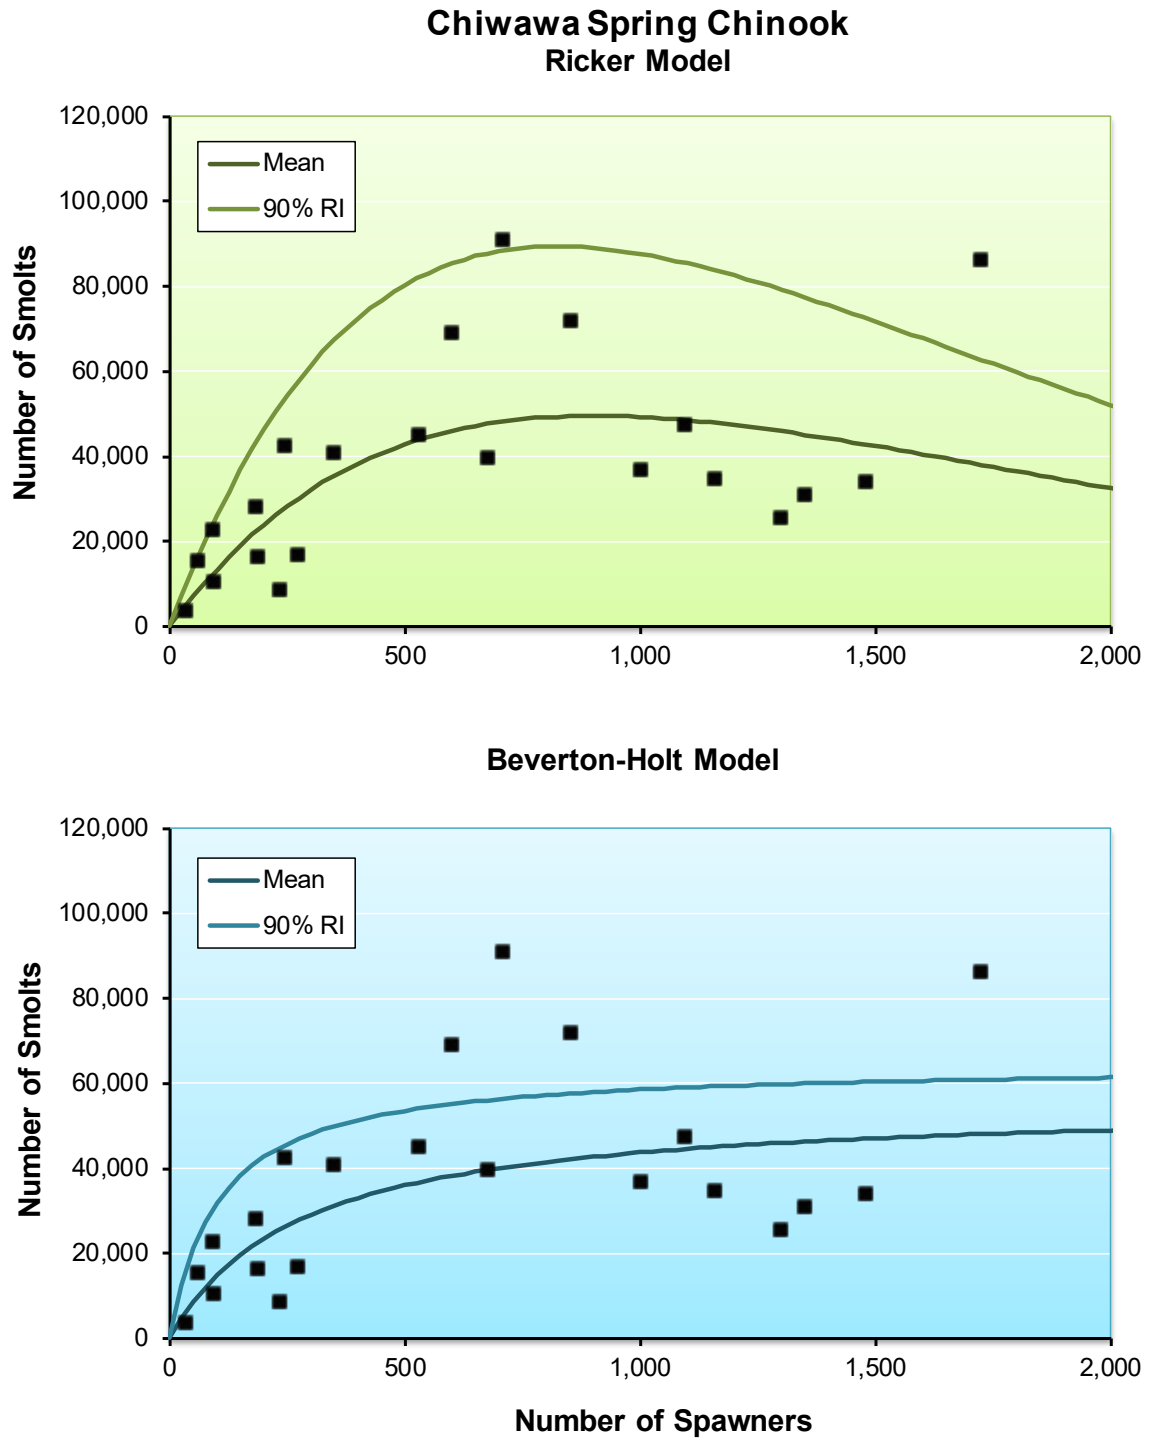 Chiwawa Spring Chinook
Ricker Model
120,000
100,000
80,000
60,000
40,000
20,000
0
Number of Smolts
Mean
90% RI
0 500 1,000 1,500 2,000
Beverton-Holt Model
120,000
100,000
80,000
60,000
40,000
20,000
0
Number of Smolts
Mean
90% RI
0 500 1,000 1,500 2,000
Number of Spawners